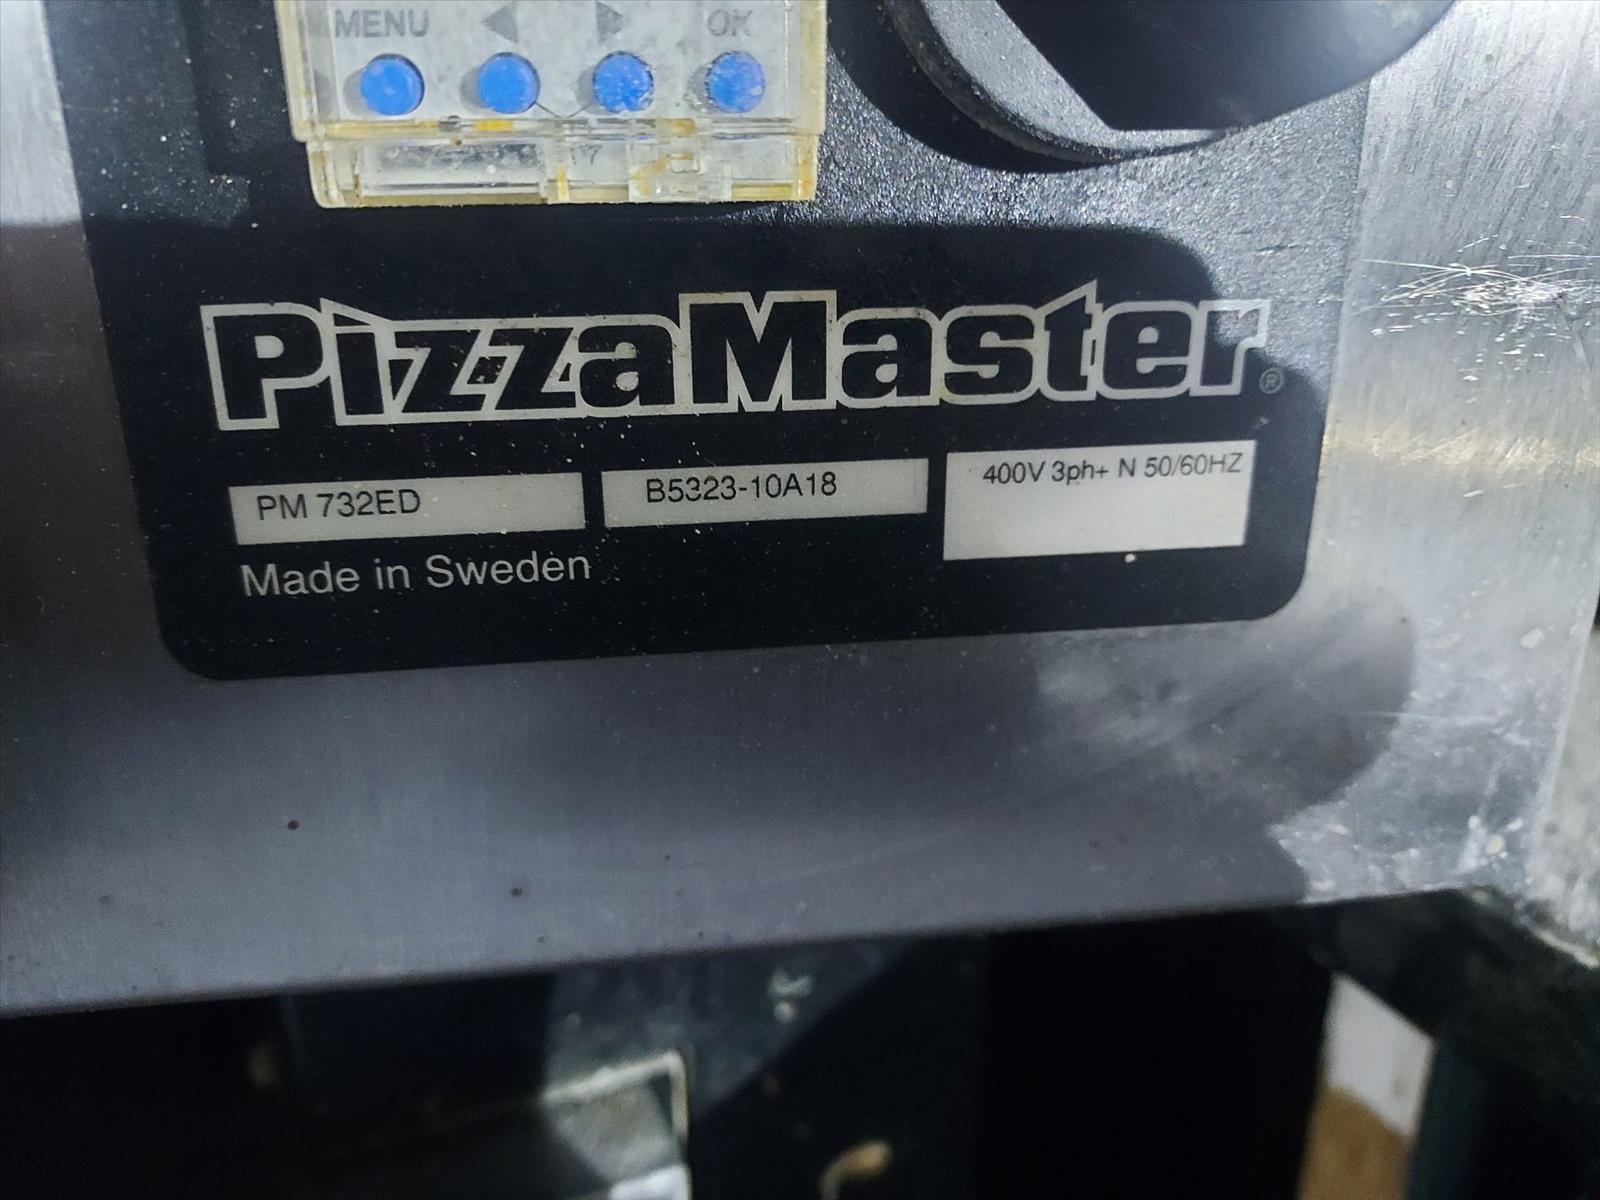 MENU ◀ ▶ OK
PizzaMaster®
PM 732ED
B5323-10A18
400V 3ph+ N 50/60HZ
Made in Sweden